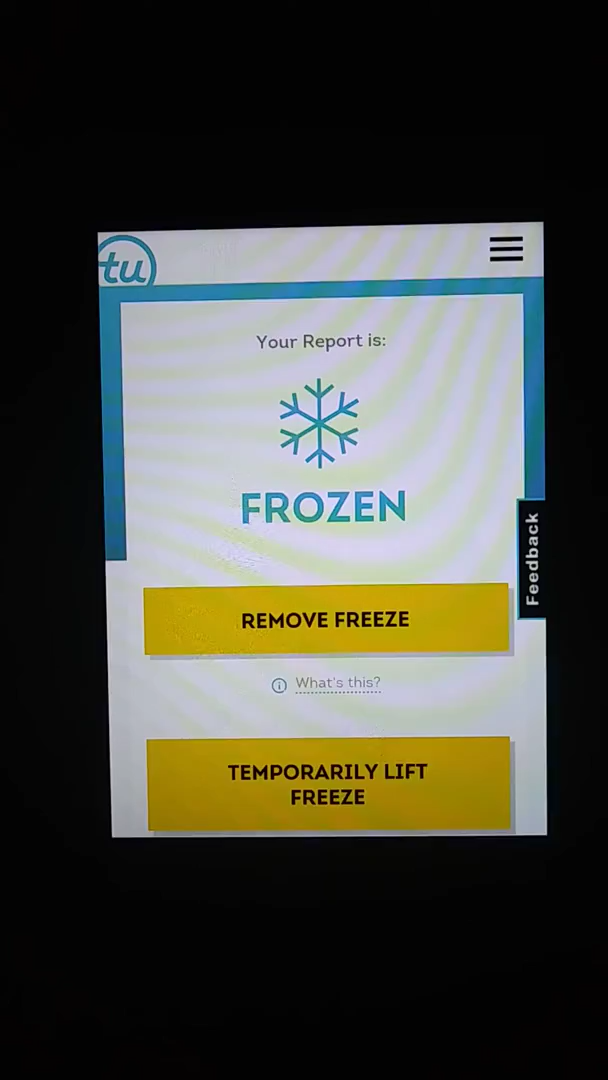 tu
Your Report is:
FROZEN
Feedback
REMOVE FREEZE
What's this?
TEMPORARILY LIFT
FREEZE